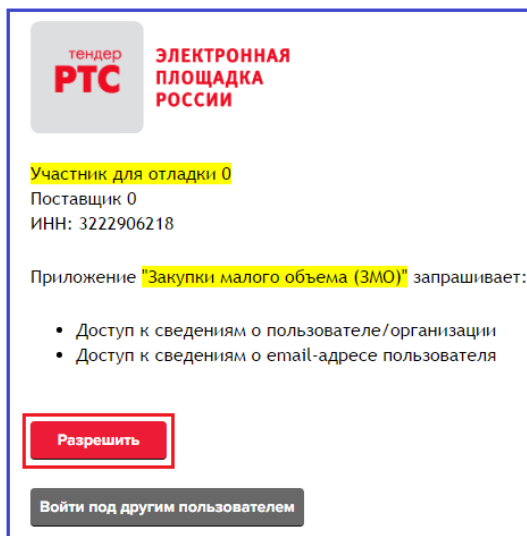 тендер
РТС
ЭЛЕКТРОННАЯ
ПЛОЩАДКА
РОССИИ
Участник для отладки 0
Поставщик 0
ИНН: 3222906218
Приложение "Закупки малого объема (ЗМО)" запрашивает:
• Доступ к сведениям о пользователе/организации
• Доступ к сведениям о email-адресе пользователя
Разрешить
Войти под другим пользователем